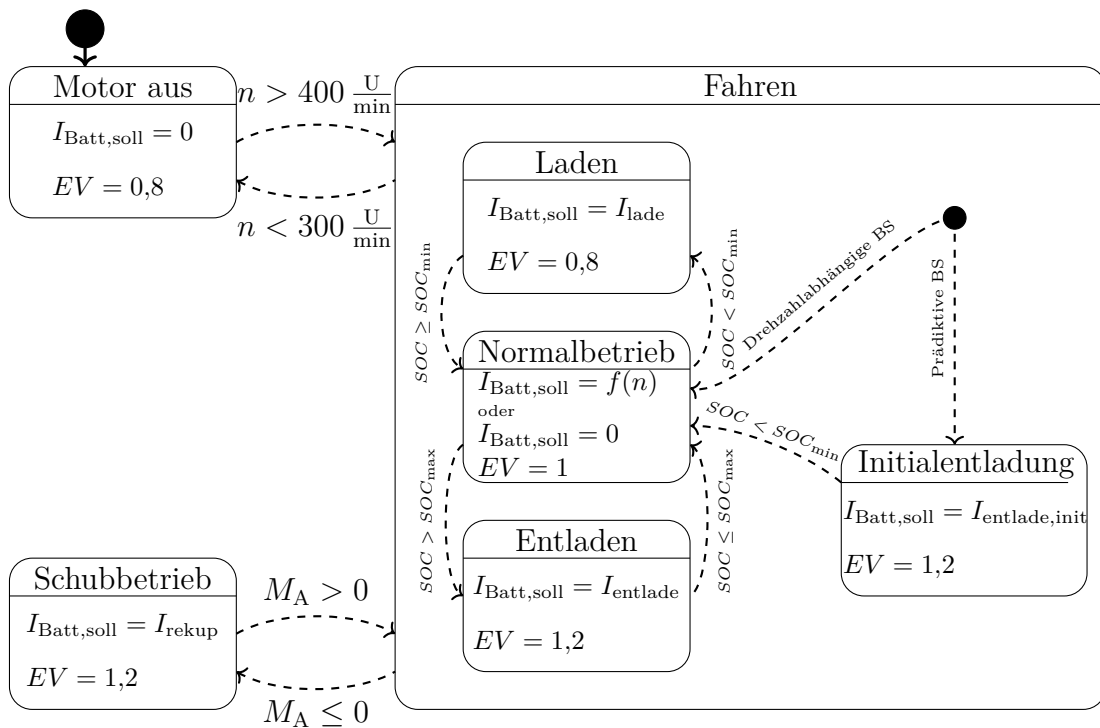 Motor aus
I_Batt,soll = 0
EV = 0,8
n > 400 U/min
n < 300 U/min
Fahren
Laden
I_Batt,soll = I_lade
EV = 0,8
SOC ≥ SOC_min
SOC < SOC_min
Drehzahlabhängige BS
Prädiktive BS
Normalbetrieb
I_Batt,soll = f(n)
oder
I_Batt,soll = 0
EV = 1
SOC < SOC_min
Initialentladung
I_Batt,soll = I_entlade,init
EV = 1,2
SOC > SOC_max
SOC ≤ SOC_max
Entladen
I_Batt,soll = I_entlade
EV = 1,2
Schubbetrieb
I_Batt,soll = I_rekup
EV = 1,2
M_A > 0
M_A ≤ 0